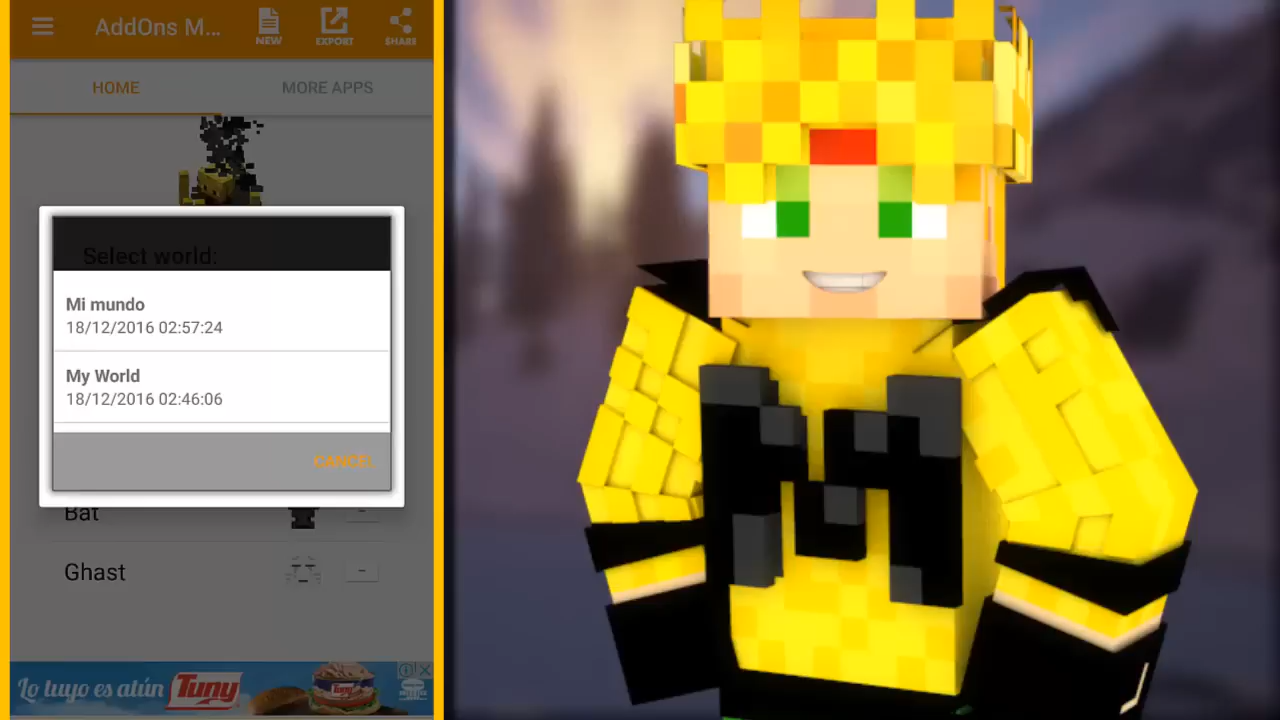 AddOns M...
NEW
EXPORT
SHARE
HOME
MORE APPS
Select world:
Mi mundo
18/12/2016 02:57:24
My World
18/12/2016 02:46:06
CANCEL
Bat
-
Ghast
-
Lo tuyo es atún
Tuny